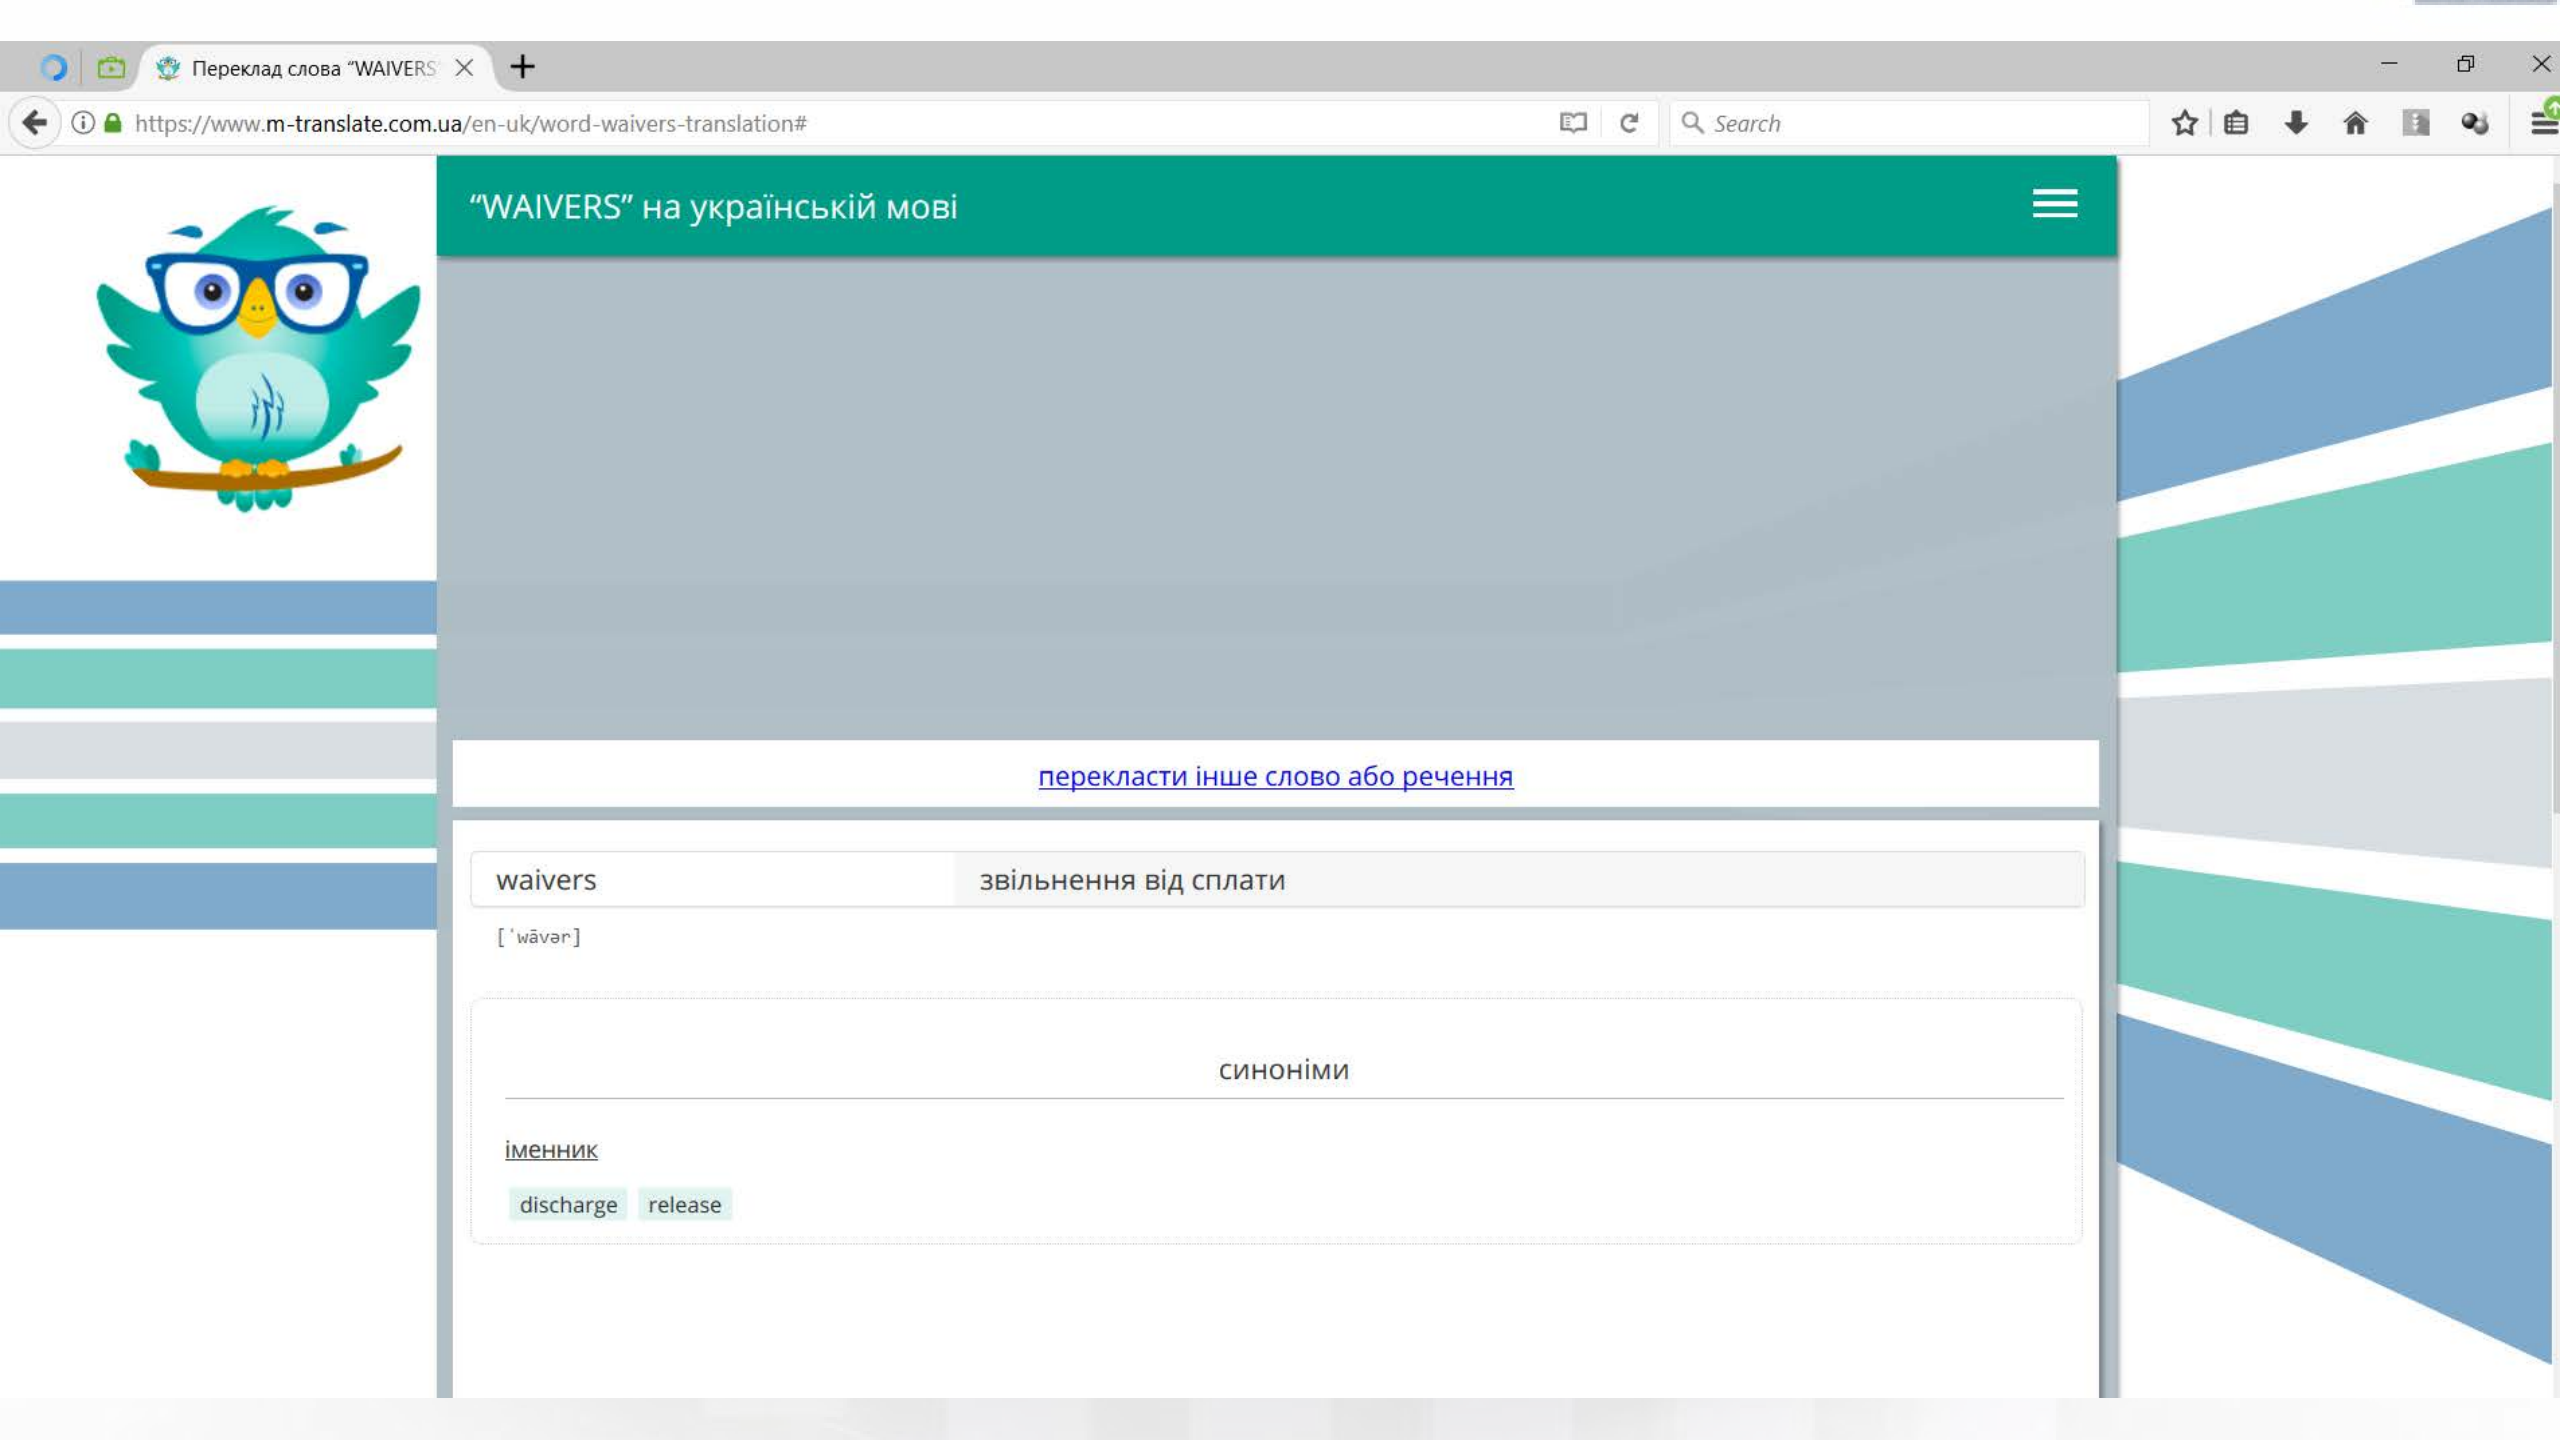 Переклад слова "WAIVERS
https://www.m-translate.com.ua/en-uk/word-waivers-translation#
Search
“WAIVERS” на українській мові
перекласти інше слово або речення
waivers звільнення від сплати
[ˈwāvər]
синоніми
іменник
discharge release